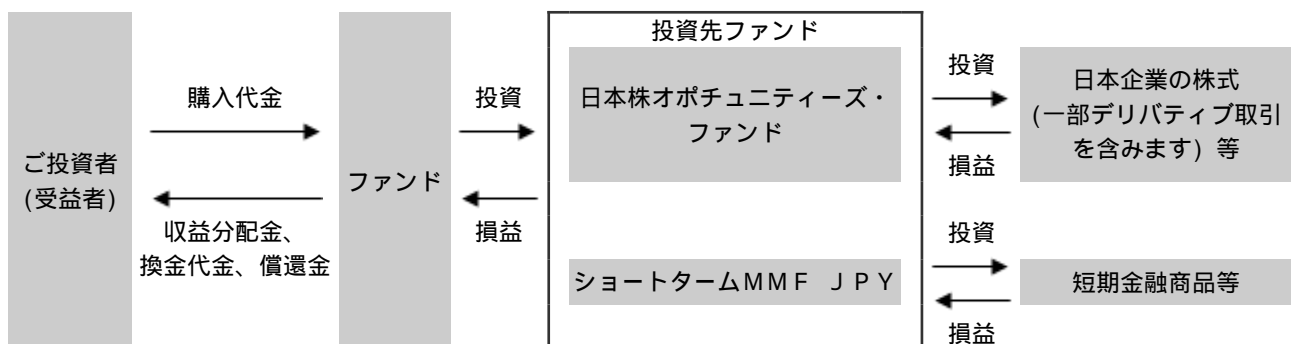 ご投資者
(受益者)
購入代金
収益分配金、
換金代金、償還金
ファンド
投資
損益
投資先ファンド
日本株オポチュニティーズ・
ファンド
ショートタームMMF JPY
投資
損益
日本企業の株式
(一部デリバティブ取引
を含みます) 等
投資
損益
短期金融商品等